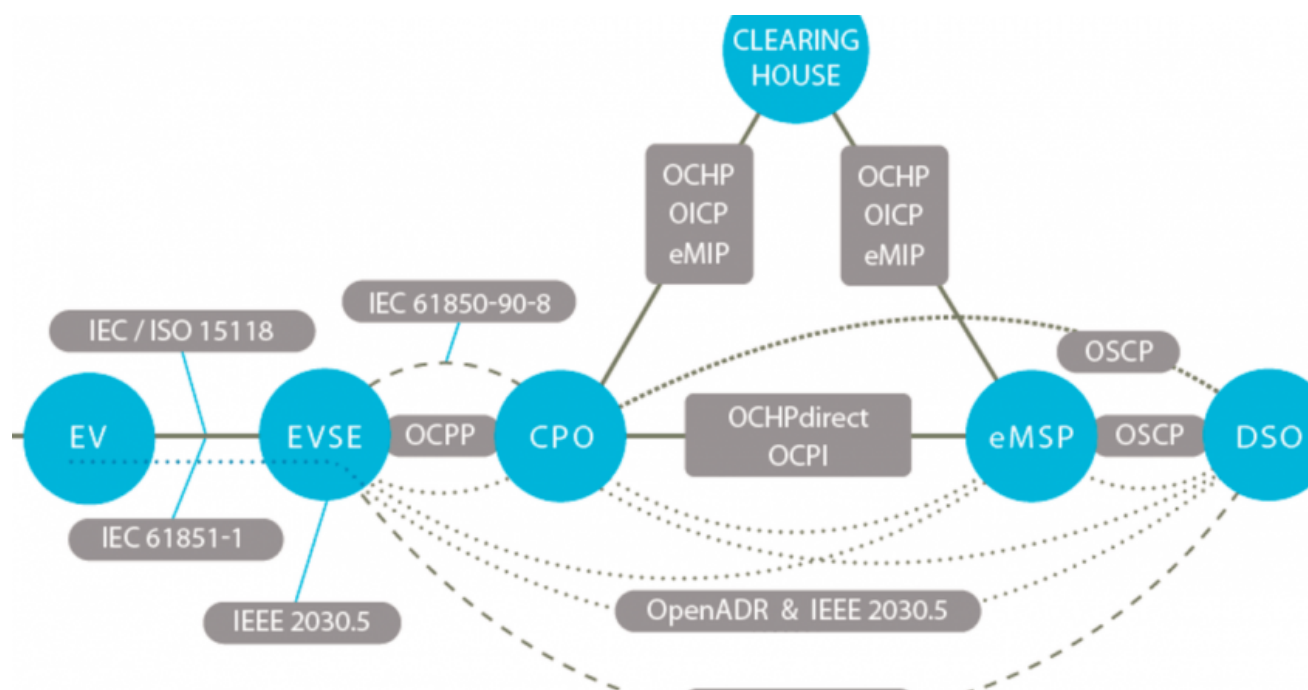 CLEARING
HOUSE
OCHP
OICP
eMIP
OCHP
OICP
eMIP
IEC 61850-90-8
IEC / ISO 15118
OSCP
EV
EVSE
OCPP
CPO
OCHPdirect
OCPI
eMSP
OSCP
DSO
IEC 61851-1
IEEE 2030.5
OpenADR & IEEE 2030.5